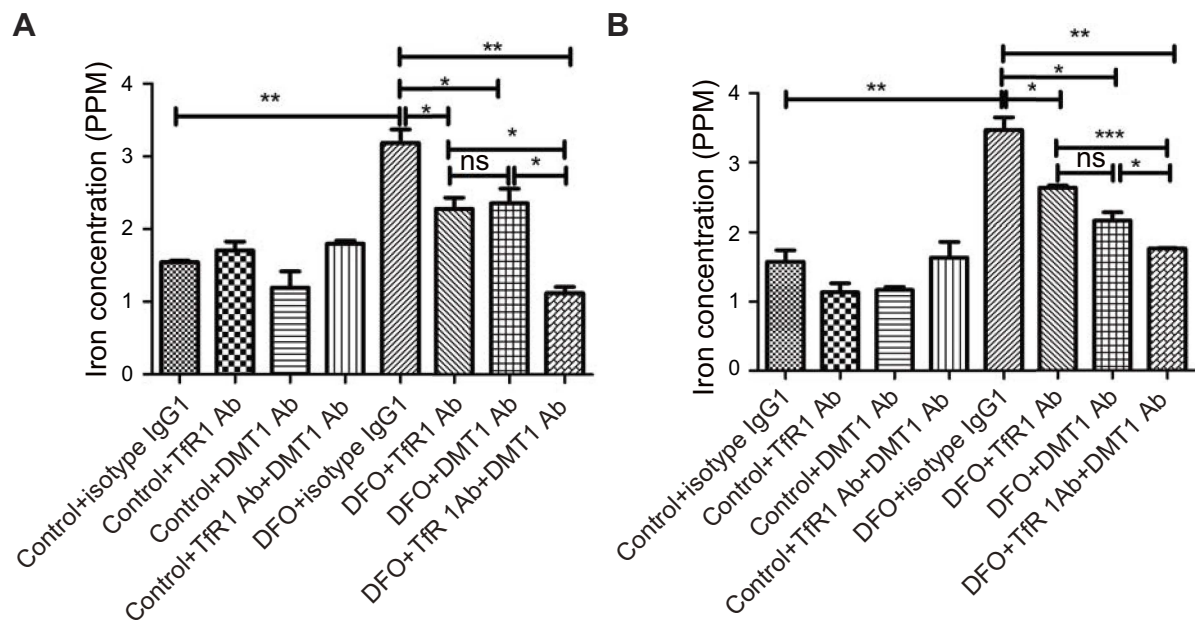 A
**
**
*
*
*
ns
*
Iron concentration (PPM)
4
3
2
1
0
Control+isotype IgG1
Control+TfR1 Ab
Control+DMT1 Ab
Control+TfR1 Ab+DMT1 Ab
DFO+isotype IgG1
DFO+TfR1 Ab
DFO+DMT1 Ab
DFO+TfR 1Ab+DMT1 Ab
B
**
*
**
*
***
ns
*
Iron concentration (PPM)
4
3
2
1
0
Control+isotype IgG1
Control+TfR1 Ab
Control+DMT1 Ab
Control+TfR1 Ab+DMT1 Ab
DFO+isotype IgG1
DFO+TfR1 Ab
DFO+DMT1 Ab
DFO+TfR 1Ab+DMT1 Ab